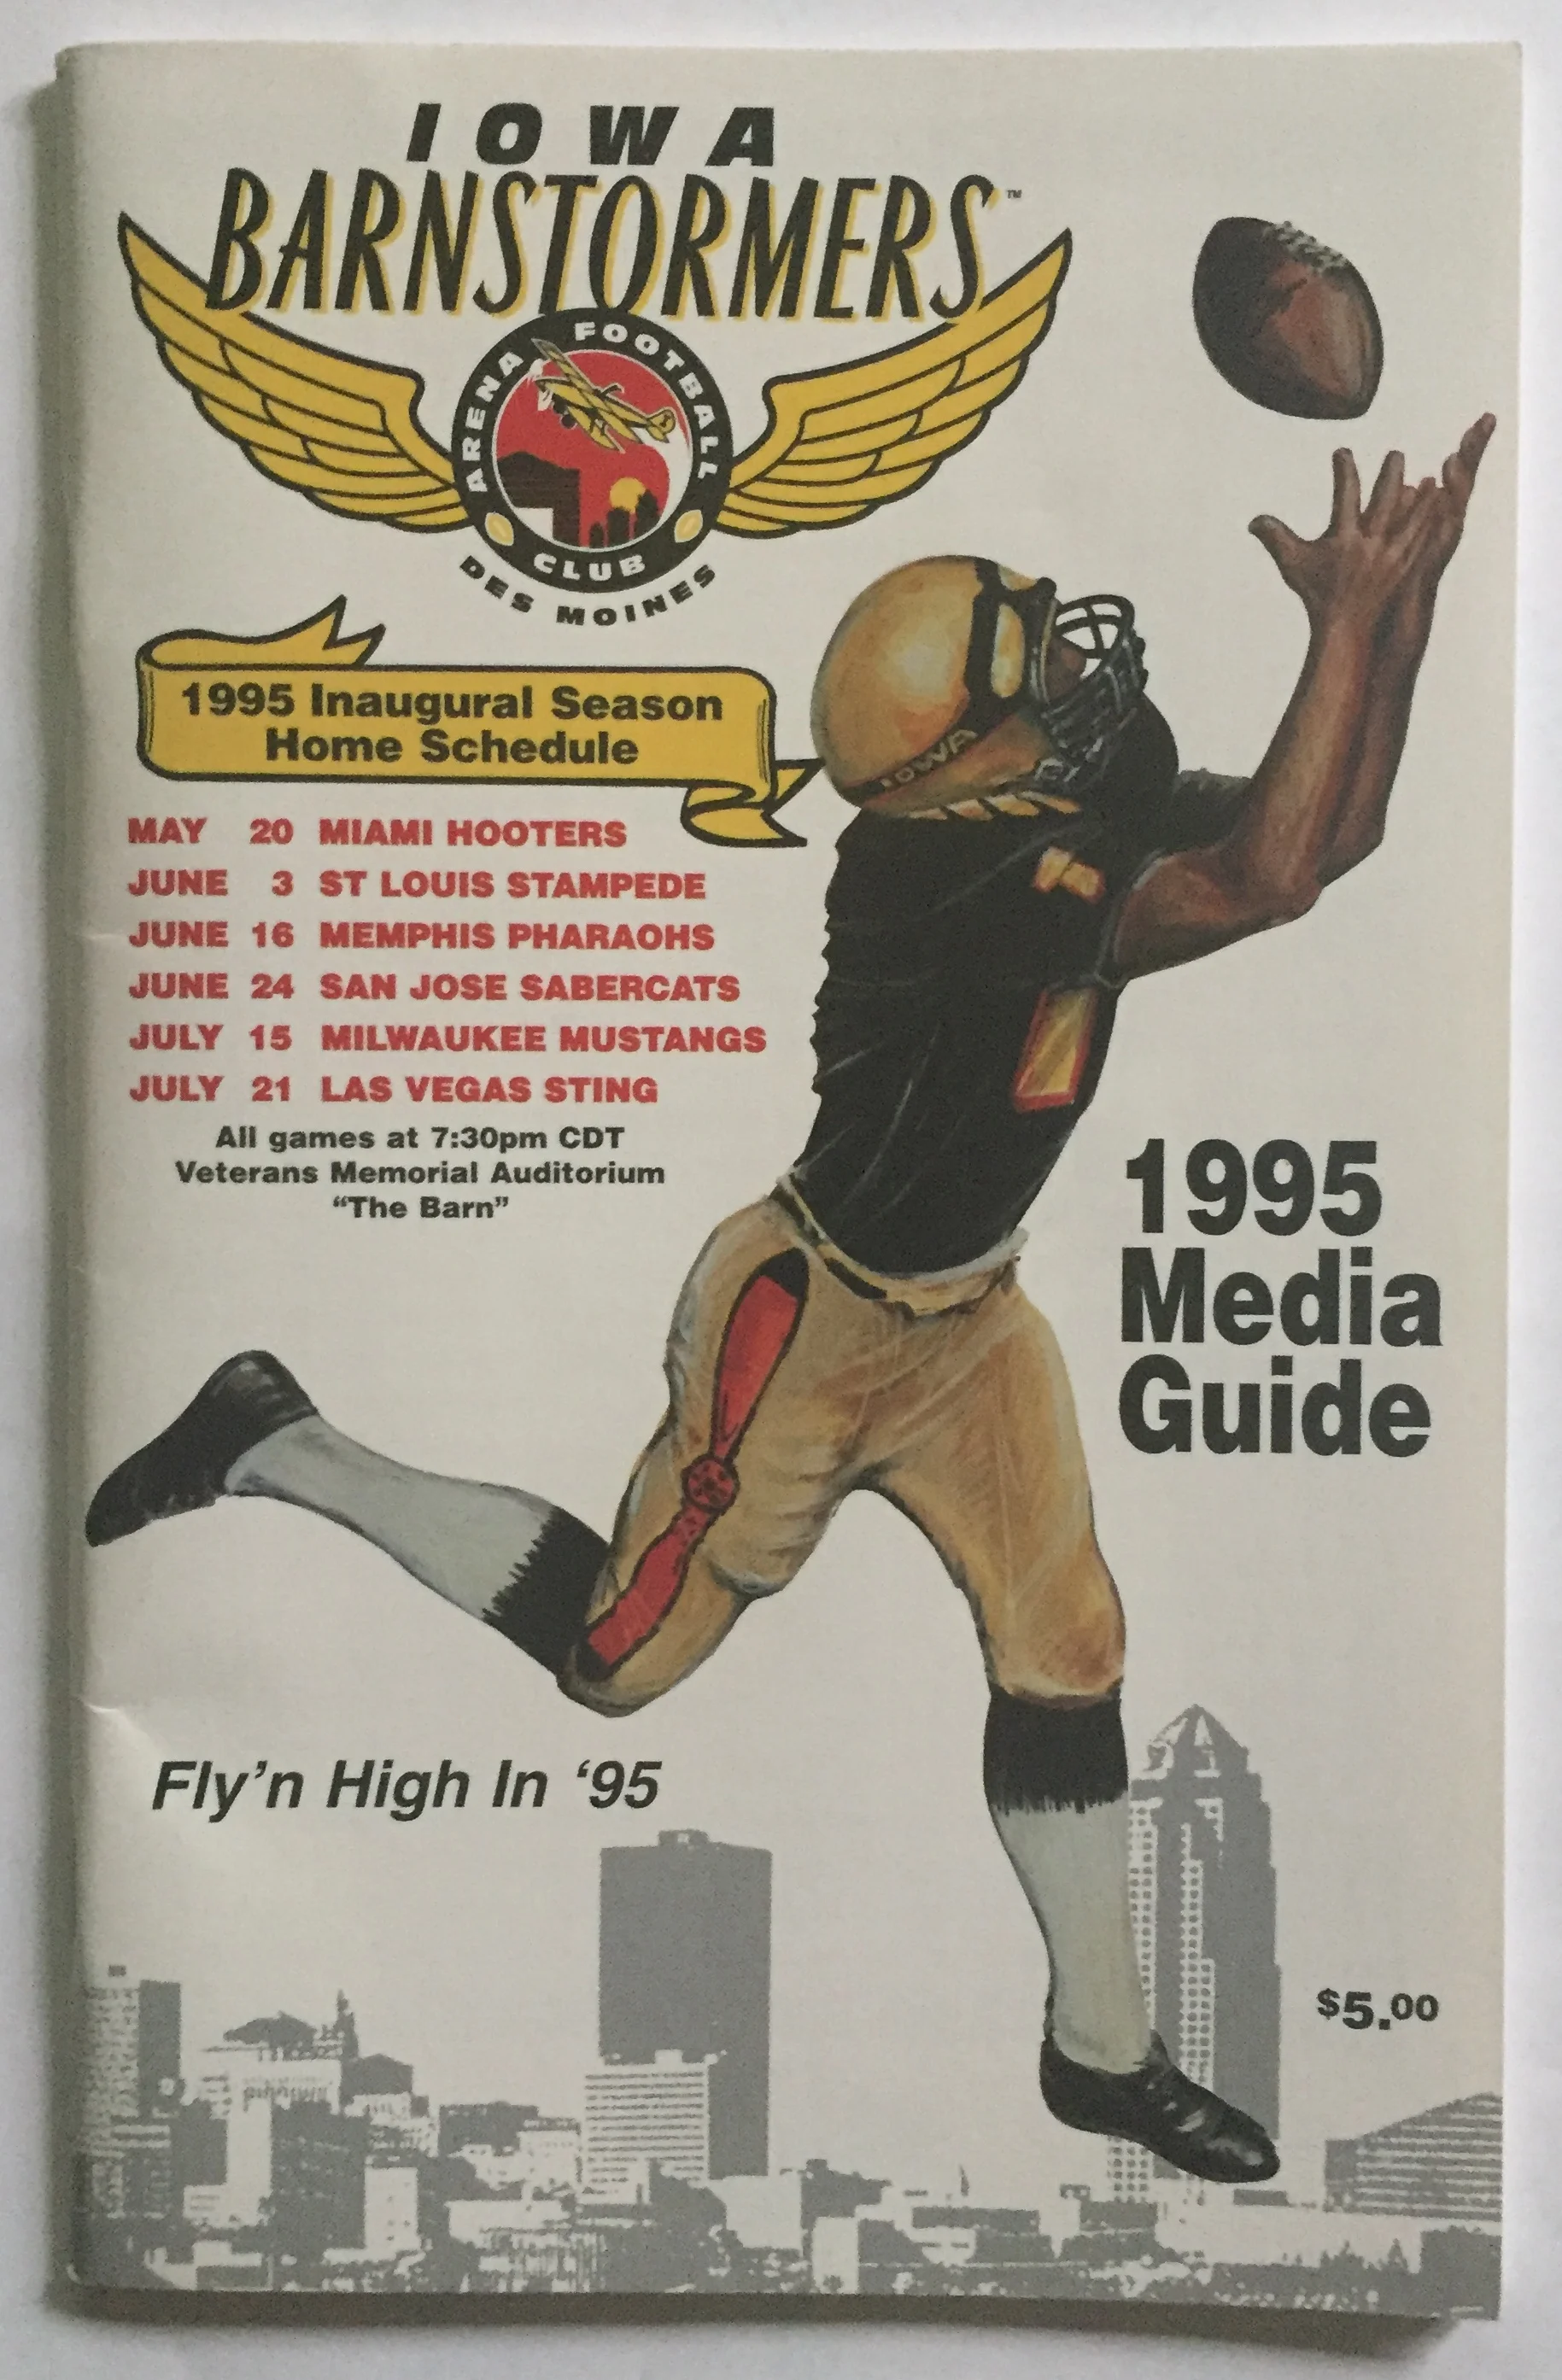 IOWA
BARNSTORMERS™
ARENA FOOTBALL
CLUB
DES MOINES
1995 Inaugural Season
Home Schedule
MAY 20 MIAMI HOOTERS
JUNE 3 ST LOUIS STAMPEDE
JUNE 16 MEMPHIS PHARAOHS
JUNE 24 SAN JOSE SABERCATS
JULY 15 MILWAUKEE MUSTANGS
JULY 21 LAS VEGAS STING
All games at 7:30pm CDT
Veterans Memorial Auditorium
“The Barn”
IOWA
1995
Media
Guide
Fly’n High In ‘95
$5.00